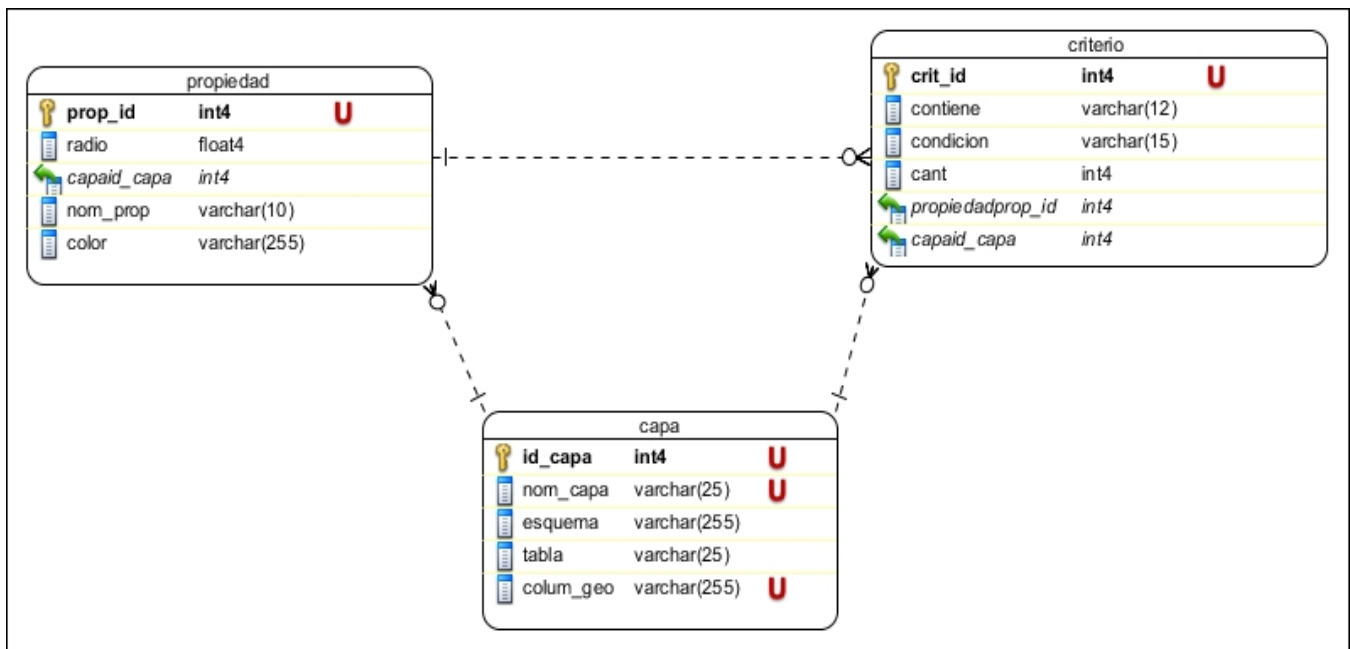 propiedad
prop_id int4 U
radio float4
capaid_capa int4
nom_prop varchar(10)
color varchar(255)
criterio
crit_id int4 U
contiene varchar(12)
condicion varchar(15)
cant int4
propiedadprop_id int4
capaid_capa int4
capa
id_capa int4 U
nom_capa varchar(25) U
esquema varchar(255)
tabla varchar(25)
colum_geo varchar(255) U